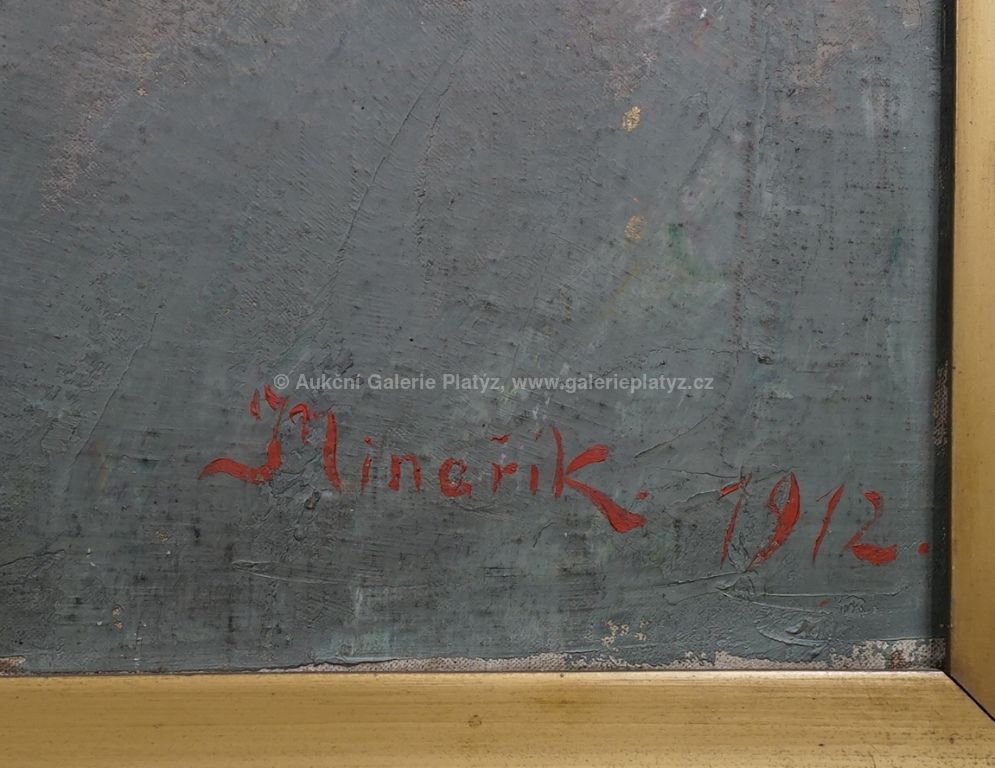 © Aukční Galerie Platýz, www.galerieplatyz.cz
Minařík. 1912.